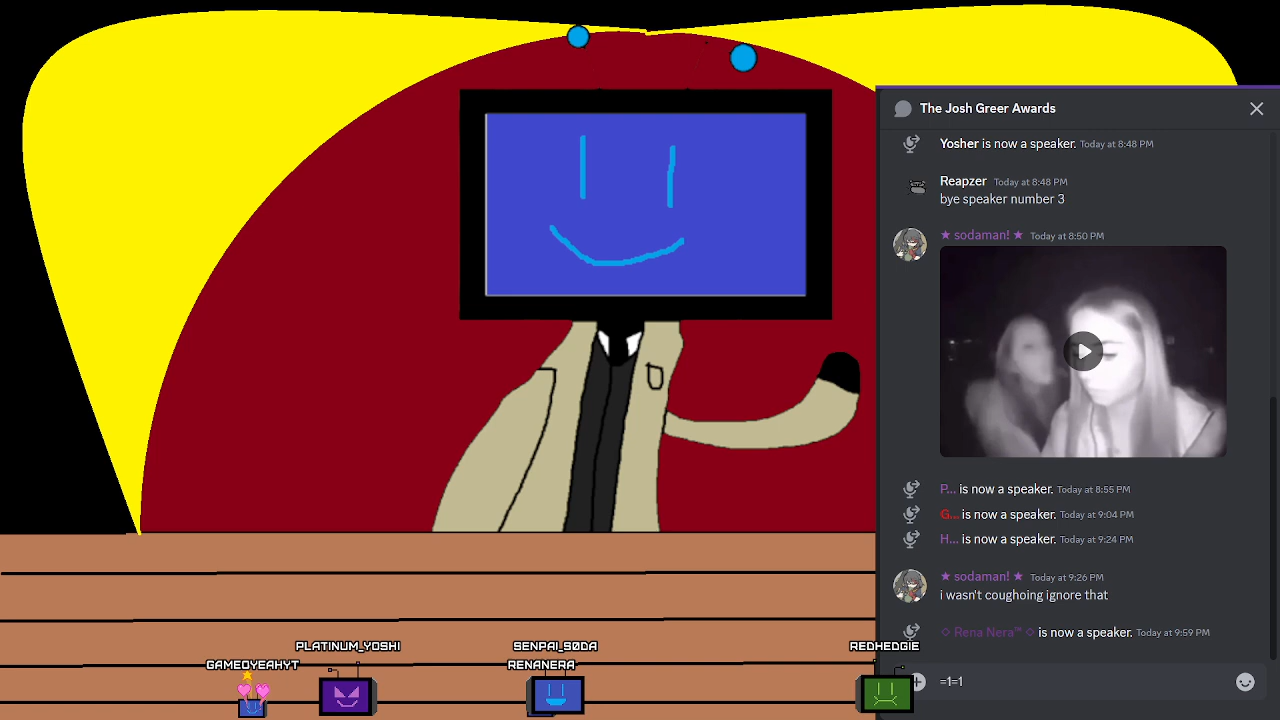 The Josh Greer Awards
Yosher is now a speaker. Today at 8:48 PM
Reapzer Today at 8:48 PM
bye speaker number 3
★ sodaman! ★ Today at 8:50 PM
P... is now a speaker. Today at 8:55 PM
G... is now a speaker. Today at 9:04 PM
H... is now a speaker. Today at 9:24 PM
★ sodaman! ★ Today at 9:26 PM
i wasn't coughoing ignore that
◇ Rena Nera™ ◇ is now a speaker. Today at 9:59 PM
=1=1
PLATINUM_YOSHI
SENPAI_S0DA
REDHEDGIE
GAMEOYEAHYT
RENANERA